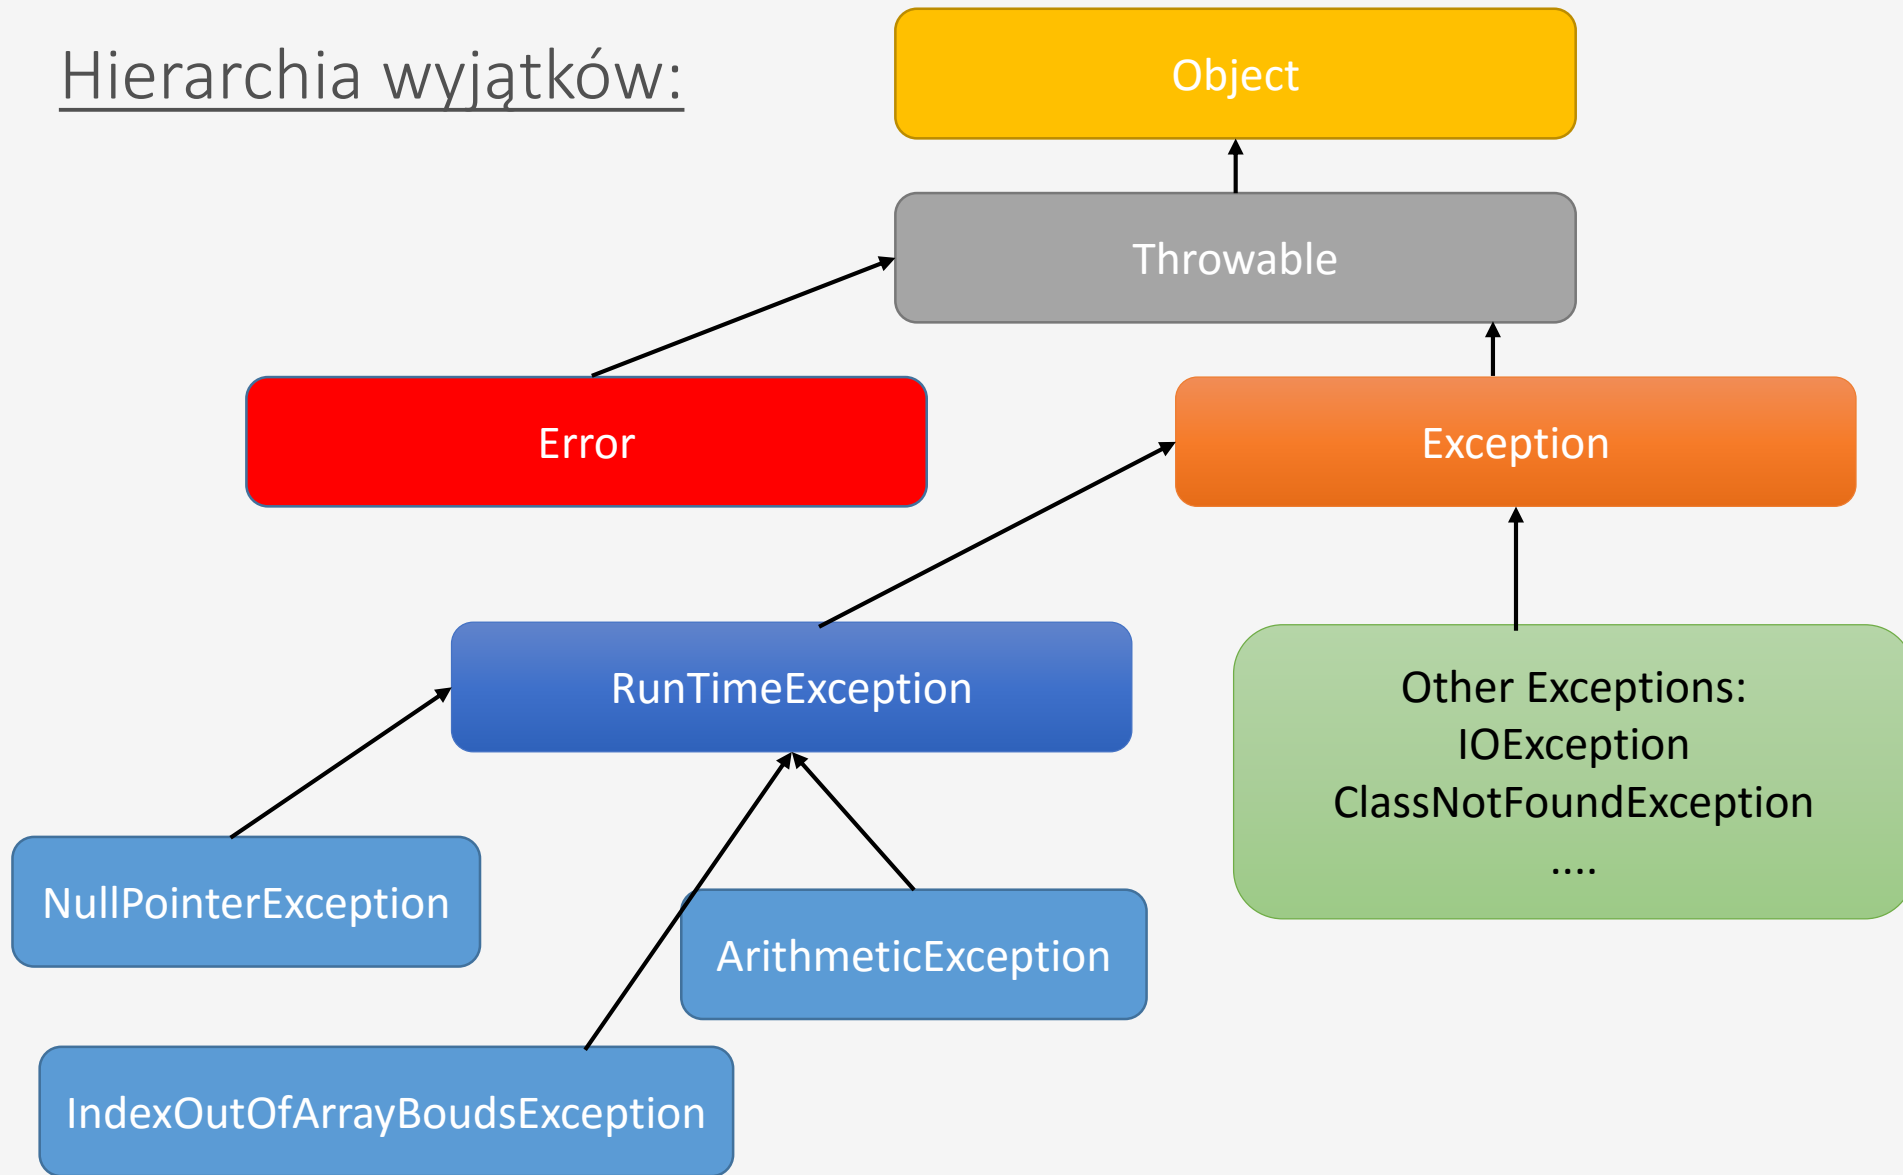 Hierarchia wyjątków:
Object
Throwable
Error
Exception
RunTimeException
Other Exceptions:
IOException
ClassNotFoundException
....
NullPointerException
ArithmeticException
IndexOutOfArrayBoudsException